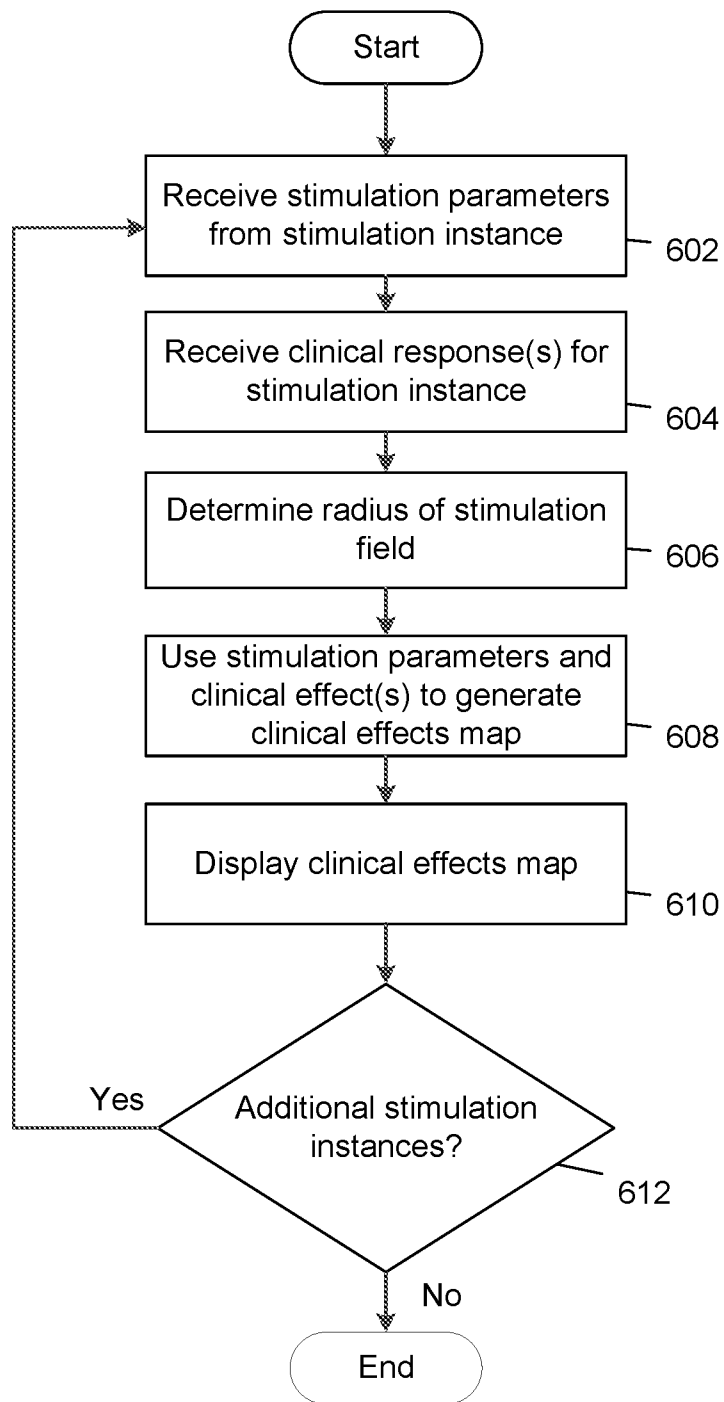 Start
Receive stimulation parameters
from stimulation instance
602
Receive clinical response(s) for
stimulation instance
604
Determine radius of stimulation
field
606
Use stimulation parameters and
clinical effect(s) to generate
clinical effects map
608
Display clinical effects map
610
Yes
Additional stimulation
instances?
612
No
End